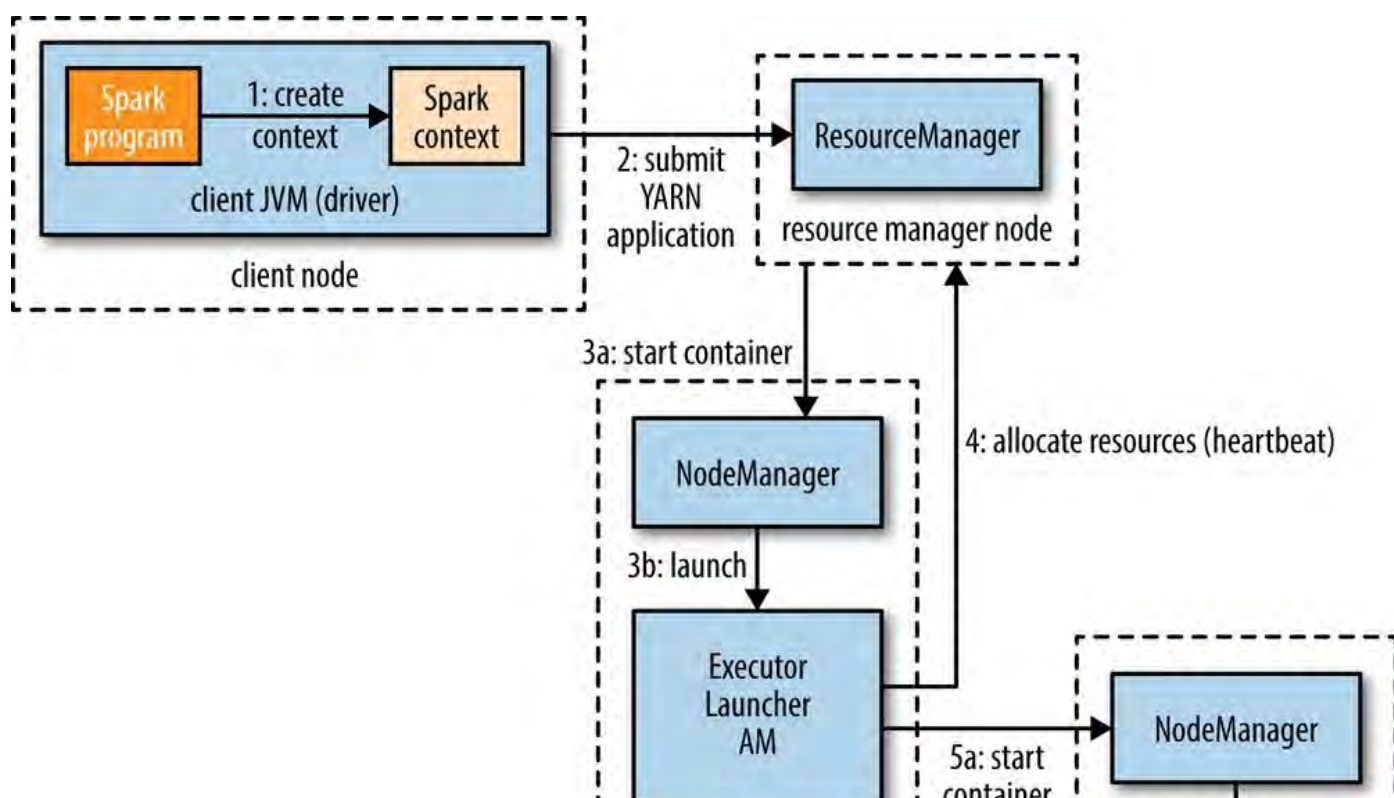 Spark
program
1: create
context
Spark
context
client JVM (driver)
client node
2: submit
YARN
application
ResourceManager
resource manager node
3a: start container
NodeManager
3b: launch
4: allocate resources (heartbeat)
Executor
Launcher
AM
5a: start
container
NodeManager